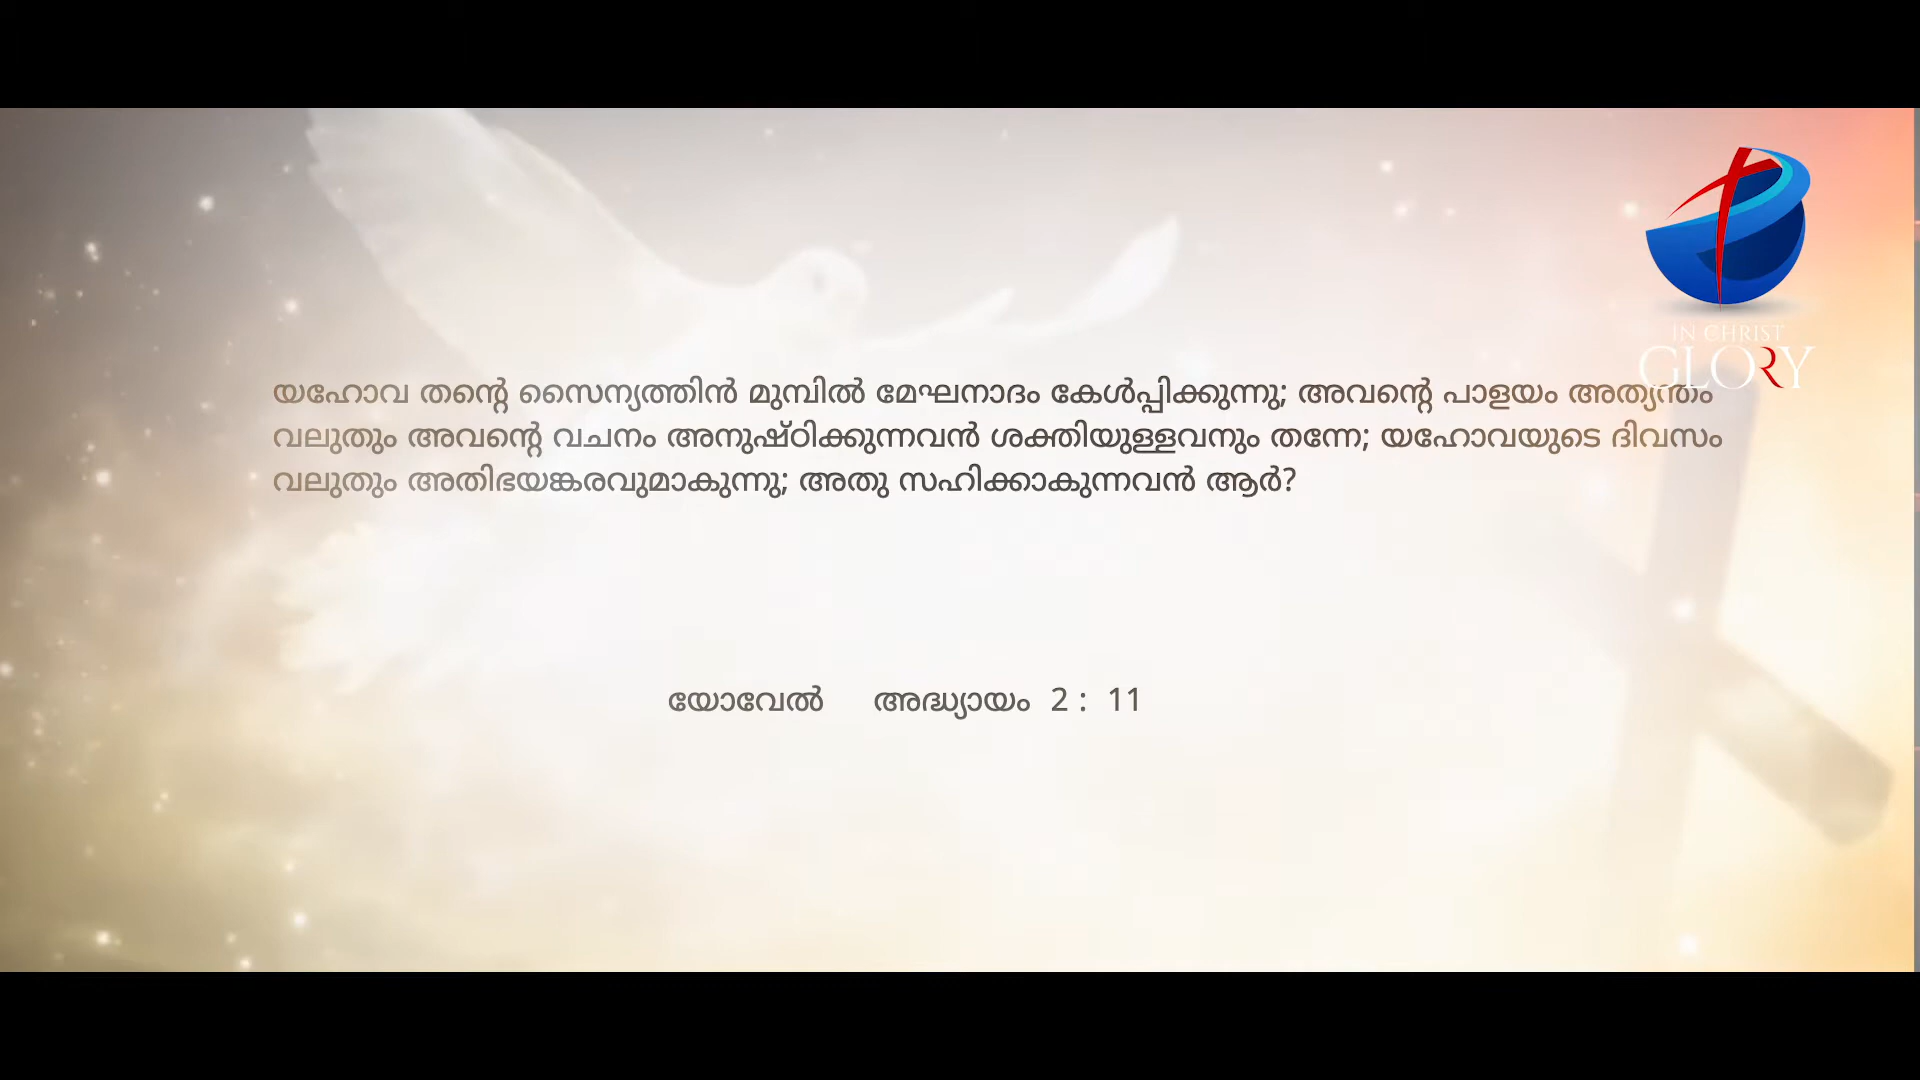 IN CHRIST
GLORY
യഹോവ തന്റെ സൈന്യത്തിൻ മുമ്പിൽ മേഘനാദം കേൾപ്പിക്കുന്നു; അവന്റെ പാളയം അത്യന്തം
വലുതും അവന്റെ വചനം അനുഷ്ഠിക്കുന്നവൻ ശക്തിയുള്ളവനും തന്നേ; യഹോവയുടെ ദിവസം
വലുതും അതിഭയങ്കരവുമാകുന്നു; അതു സഹിക്കാകുന്നവൻ ആർ?
യോവേൽ അദ്ധ്യായം 2 : 11